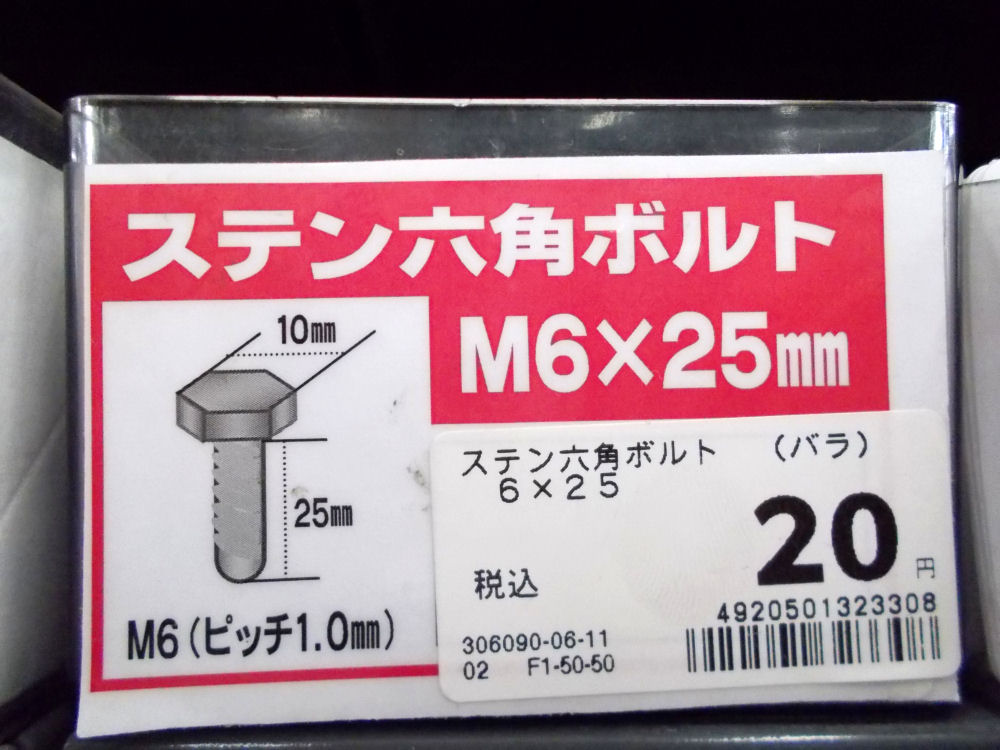 ステン六角ボルト
M6×25mm
10mm
25mm
M6(ピッチ1.0mm)
ステン六角ボルト (バラ)
6×25
税込 20円
4920501323308
306090-06-11
02 F1-50-50